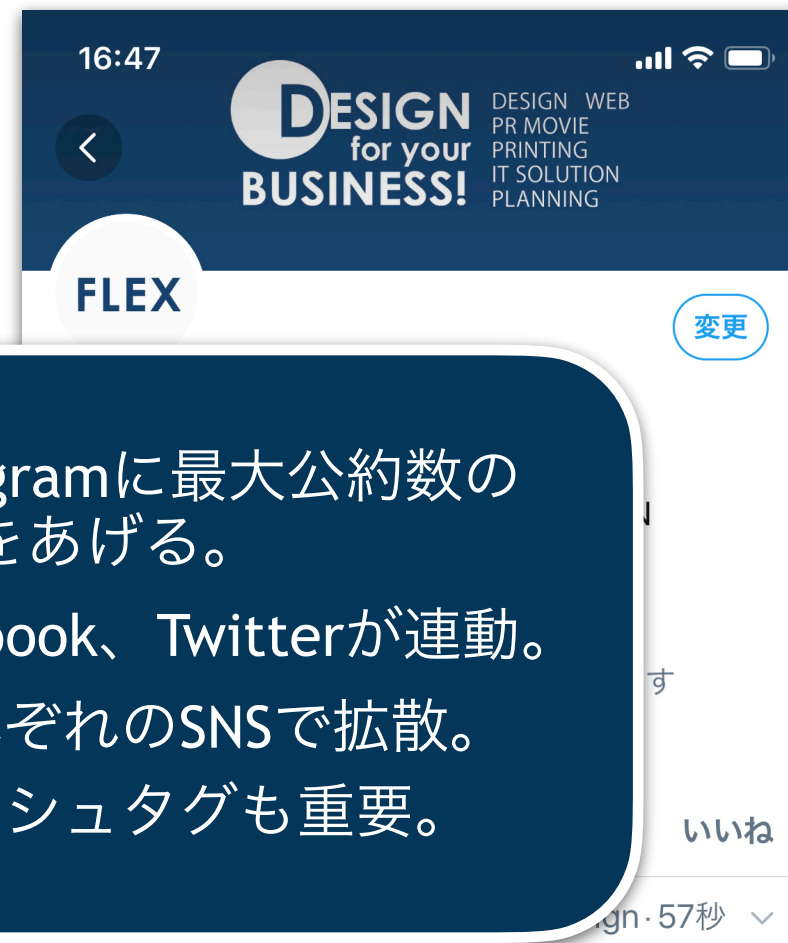 16:47
DESIGN
for your
BUSINESS!
DESIGN WEB
PR MOVIE
PRINTING
IT SOLUTION
PLANNING
FLEX
変更
gramに最大公約数の
をあげる。
book、Twitterが連動。
ぞれのSNSで拡散。
シュタグも重要。
す
いいね
gn·57秒